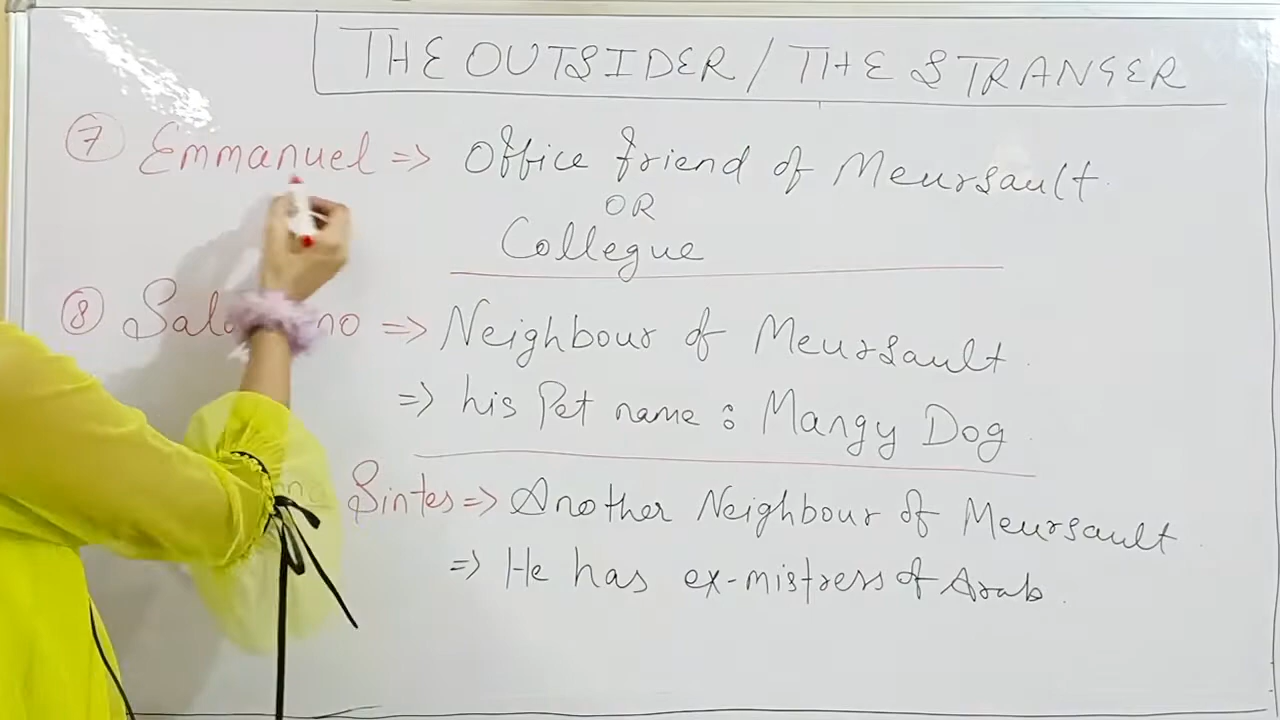 THE OUTSIDER / THE STRANGER
⑦ Emmanuel => Office friend of Meursault.
OR
Collegue
⑧ => Neighbour of Meursault.
=> his Pet name : Mangy Dog.
Sintes => Another Neighbour of Meursault.
=> He has ex-mistress of Arab.